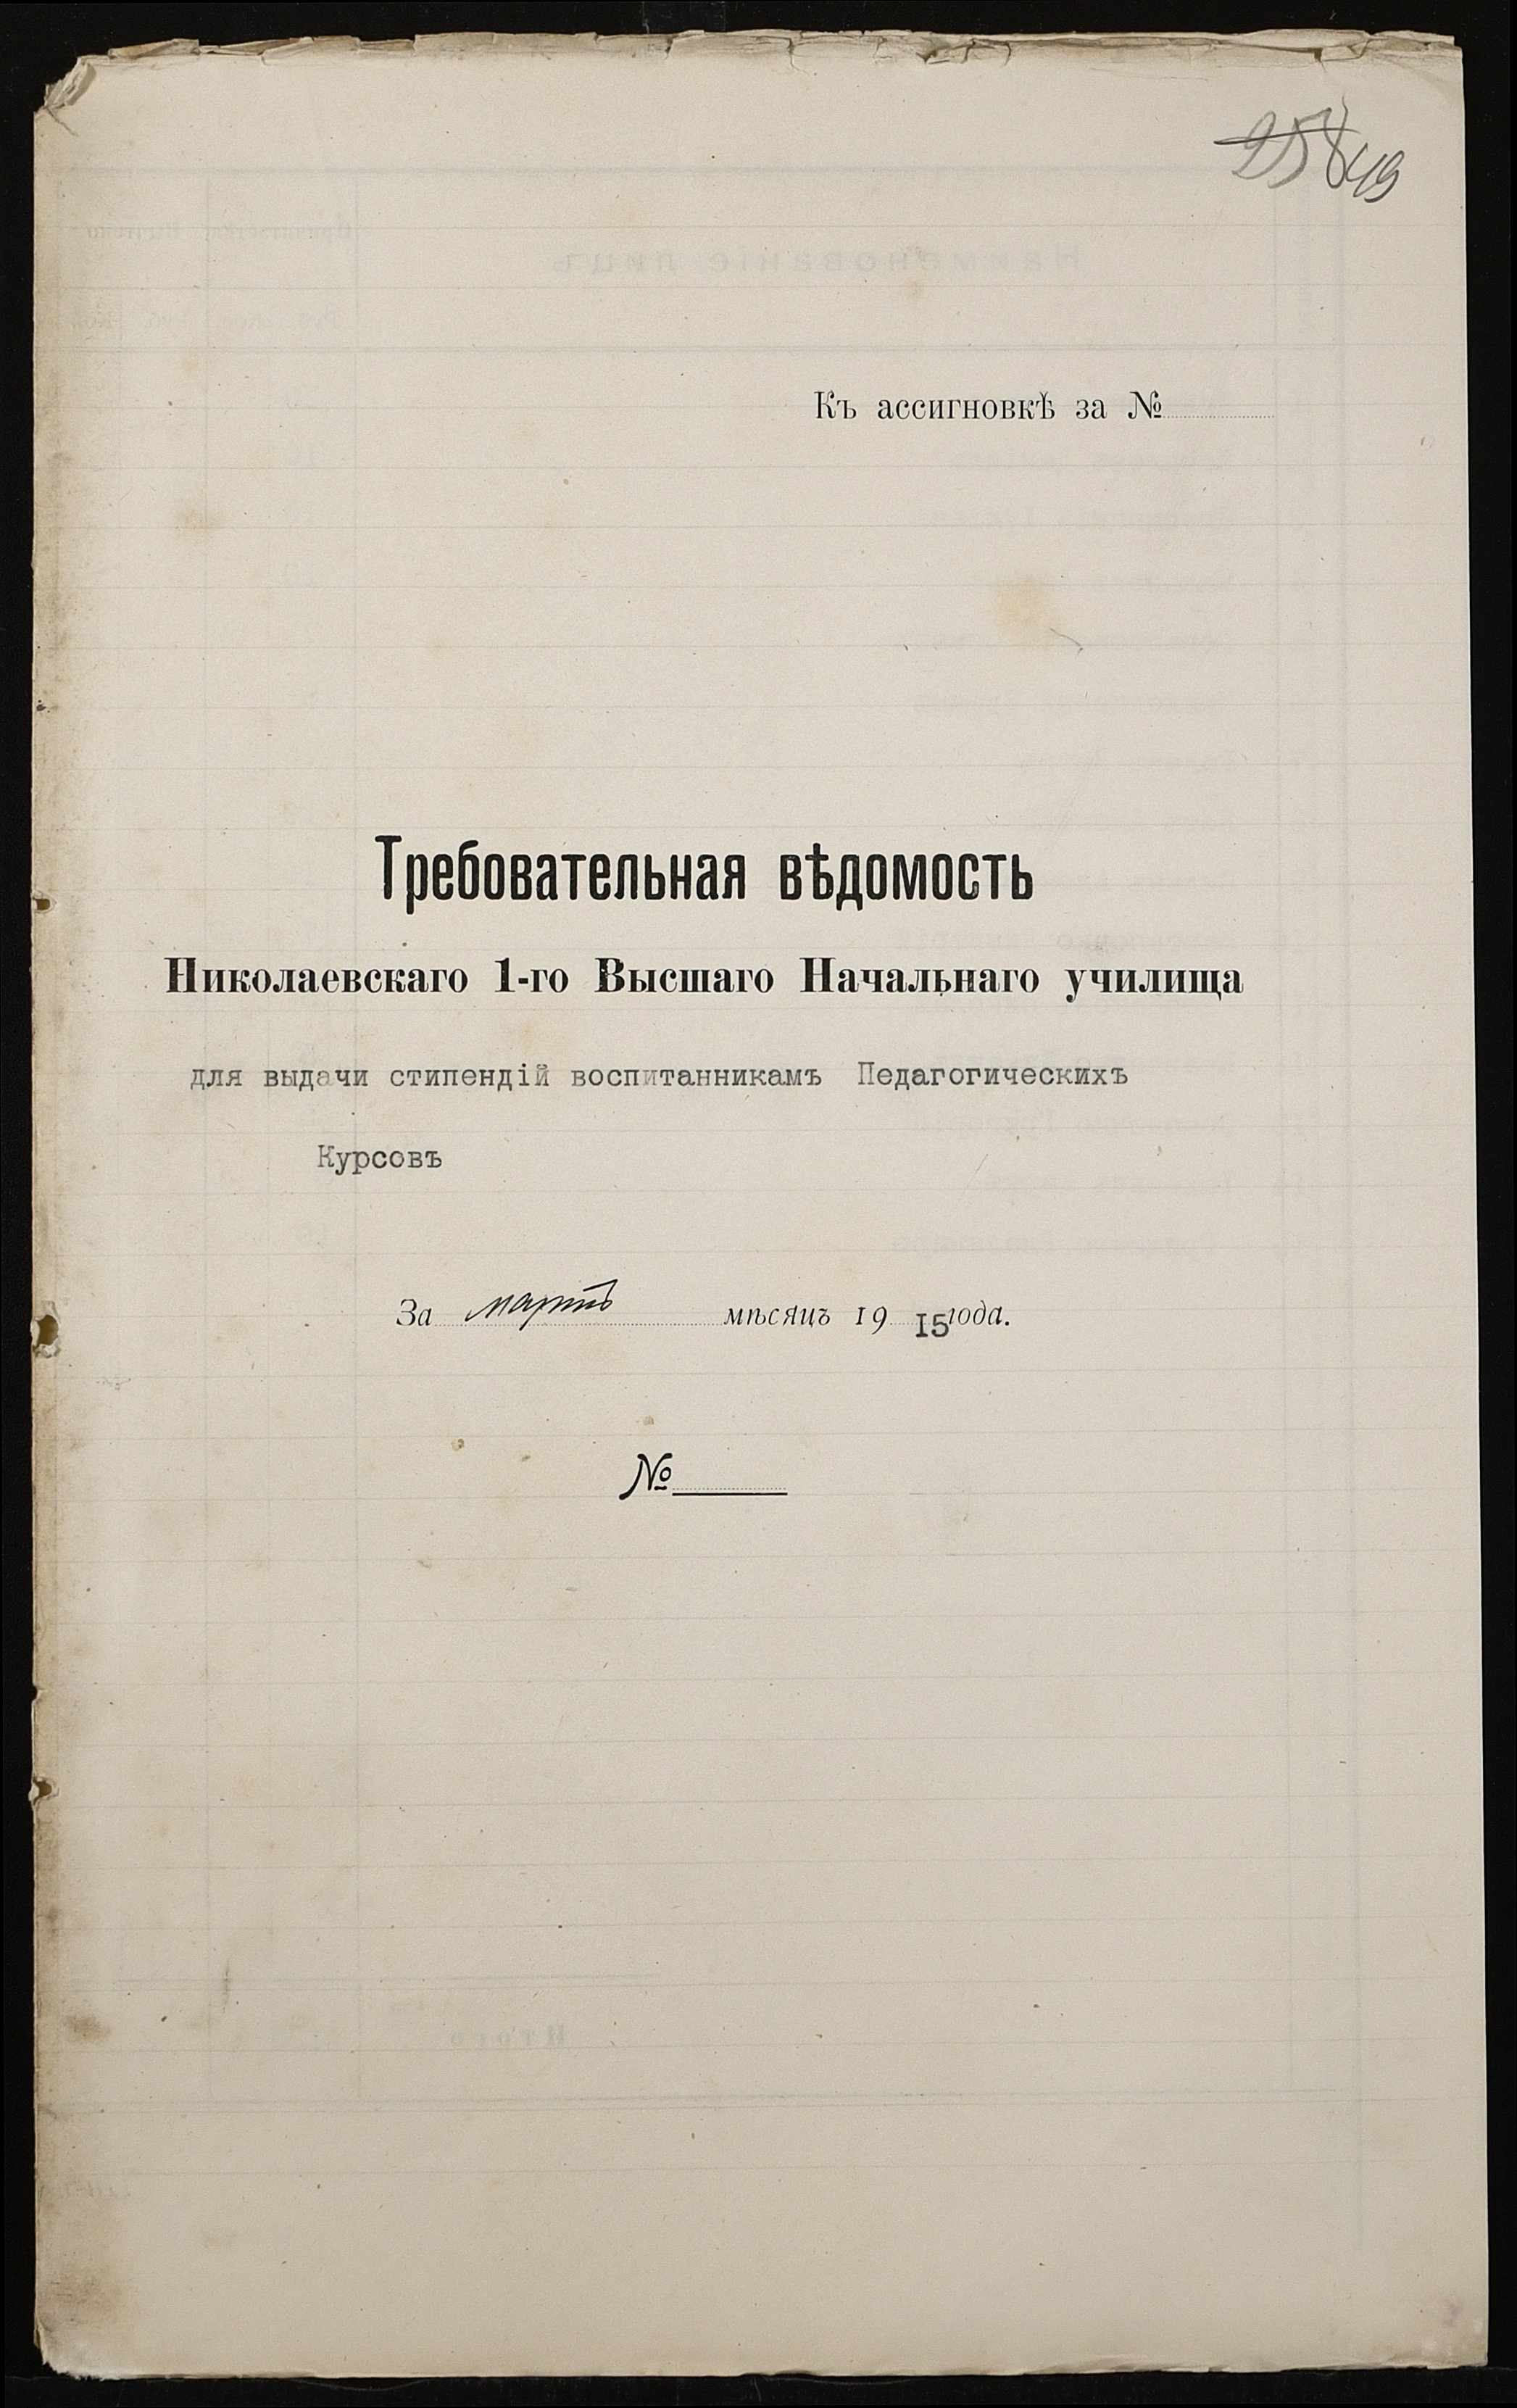 49
Къ ассигновкѣ за №
Требовательная вѣдомость
Николаевскаго 1-го Высшаго Начальнаго училища
для выдачи стипендій воспитанникамъ Педагогическихъ
Курсовъ
За мартъ мѣсяцъ 19 15 года.
№